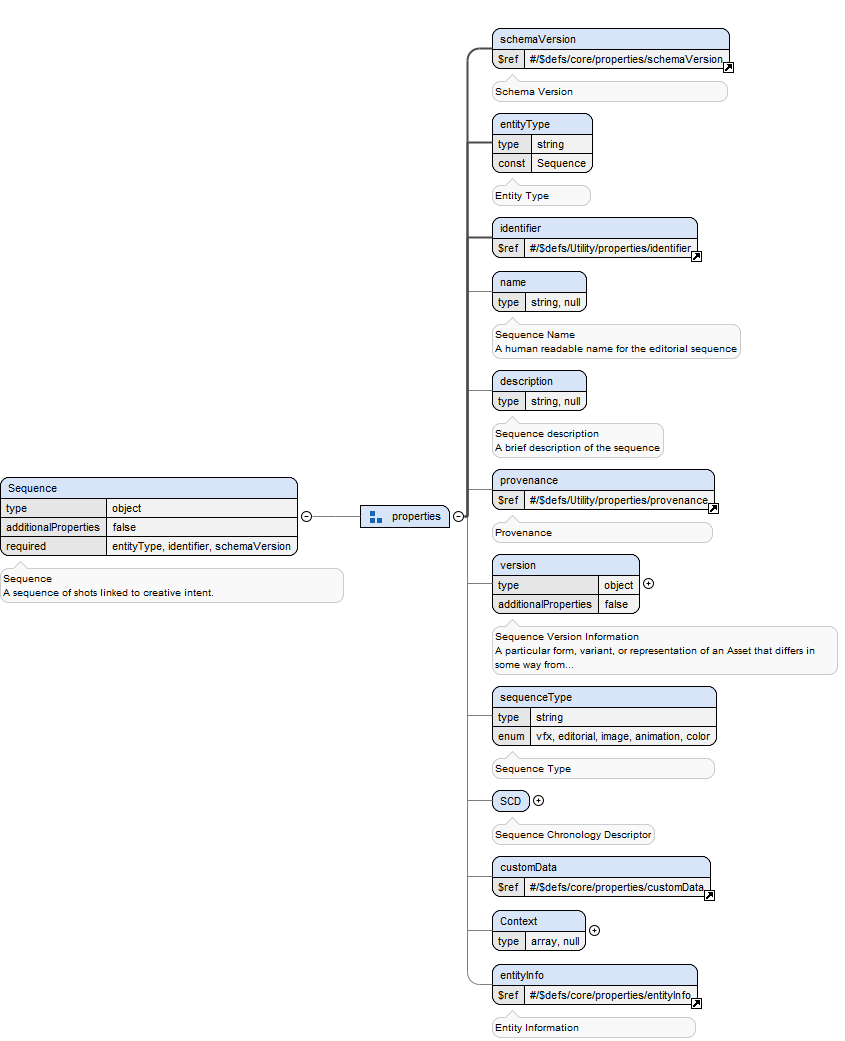 schemaVersion
$ref #/$defs/core/properties/schemaVersion
Schema Version
entityType
type string
const Sequence
Entity Type
identifier
$ref #/$defs/Utility/properties/identifier
name
type string, null
Sequence Name
A human readable name for the editorial sequence
description
type string, null
Sequence description
A brief description of the sequence
Sequence
type object
additionalProperties false
required entityType, identifier, schemaVersion
Sequence
A sequence of shots linked to creative intent.
properties
provenance
$ref #/$defs/Utility/properties/provenance
Provenance
version
type object
additionalProperties false
Sequence Version Information
A particular form, variant, or representation of an Asset that differs in
some way from...
sequenceType
type string
enum vfx, editorial, image, animation, color
Sequence Type
SCD
Sequence Chronology Descriptor
customData
$ref #/$defs/core/properties/customData
Context
type array, null
entityInfo
$ref #/$defs/core/properties/entityInfo
Entity Information